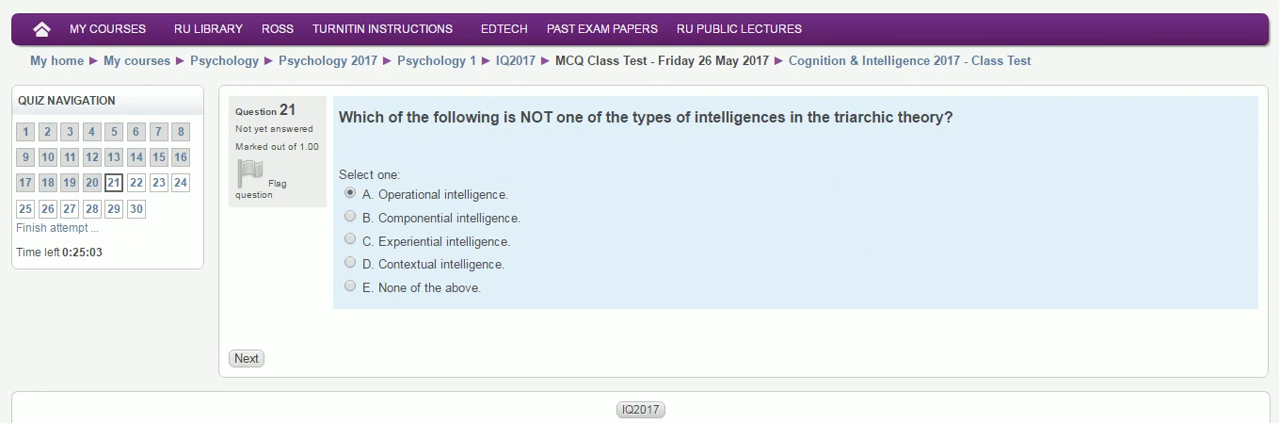 MY COURSES RU LIBRARY ROSS TURNITIN INSTRUCTIONS EDTECH PAST EXAM PAPERS RU PUBLIC LECTURES
My home ► My courses ► Psychology ► Psychology 2017 ► Psychology 1 ► IQ2017 ► MCQ Class Test - Friday 26 May 2017 ► Cognition & Intelligence 2017 - Class Test
QUIZ NAVIGATION
1 2 3 4 5 6 7 8
9 10 11 12 13 14 15 16
17 18 19 20 21 22 23 24
25 26 27 28 29 30
Finish attempt ...
Time left 0:25:03
Question 21
Not yet answered
Marked out of 1.00
Flag
question
Which of the following is NOT one of the types of intelligences in the triarchic theory?
Select one:
A. Operational intelligence.
B. Componential intelligence.
C. Experiential intelligence.
D. Contextual intelligence.
E. None of the above.
Next
IQ2017